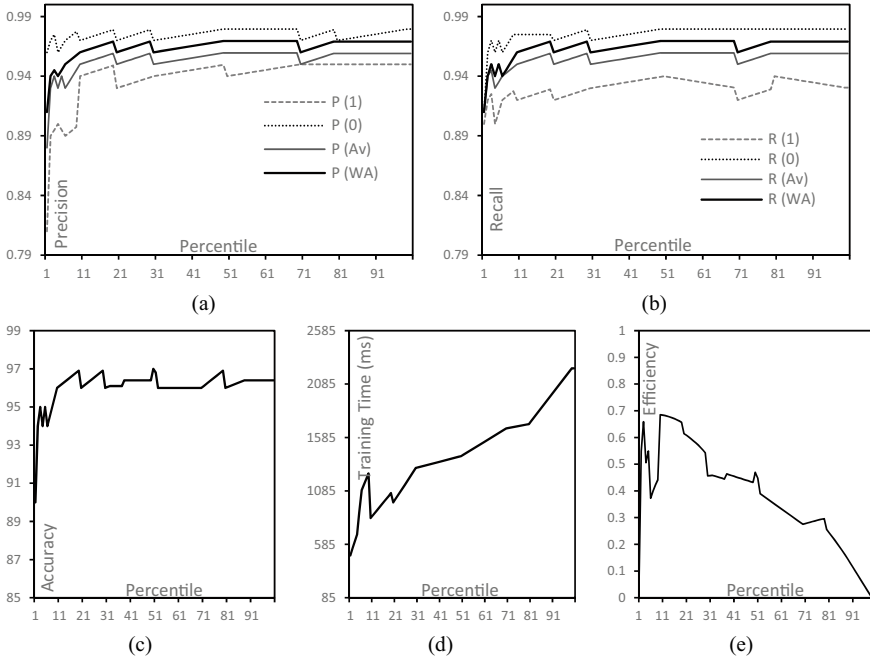 0.99
0.94
0.89
0.84
0.79
Precision
P (1)
P (0)
P (Av)
P (WA)
Percentile
1 11 21 31 41 51 61 71 81 91
(a)
0.99
0.94
0.89
0.84
0.79
Recall
R (1)
R (0)
R (Av)
R (WA)
Percentile
1 11 21 31 41 51 61 71 81 91
(b)
99
97
95
93
91
89
87
85
Accuracy
Percentile
1 11 21 31 41 51 61 71 81 91
(c)
2585
2085
1585
1085
585
85
Training Time (ms)
Percentile
1 11 21 31 41 51 61 71 81 91
(d)
1
0.9
0.8
0.7
0.6
0.5
0.4
0.3
0.2
0.1
0
Efficiency
Percentile
1 11 21 31 41 51 61 71 81 91
(e)